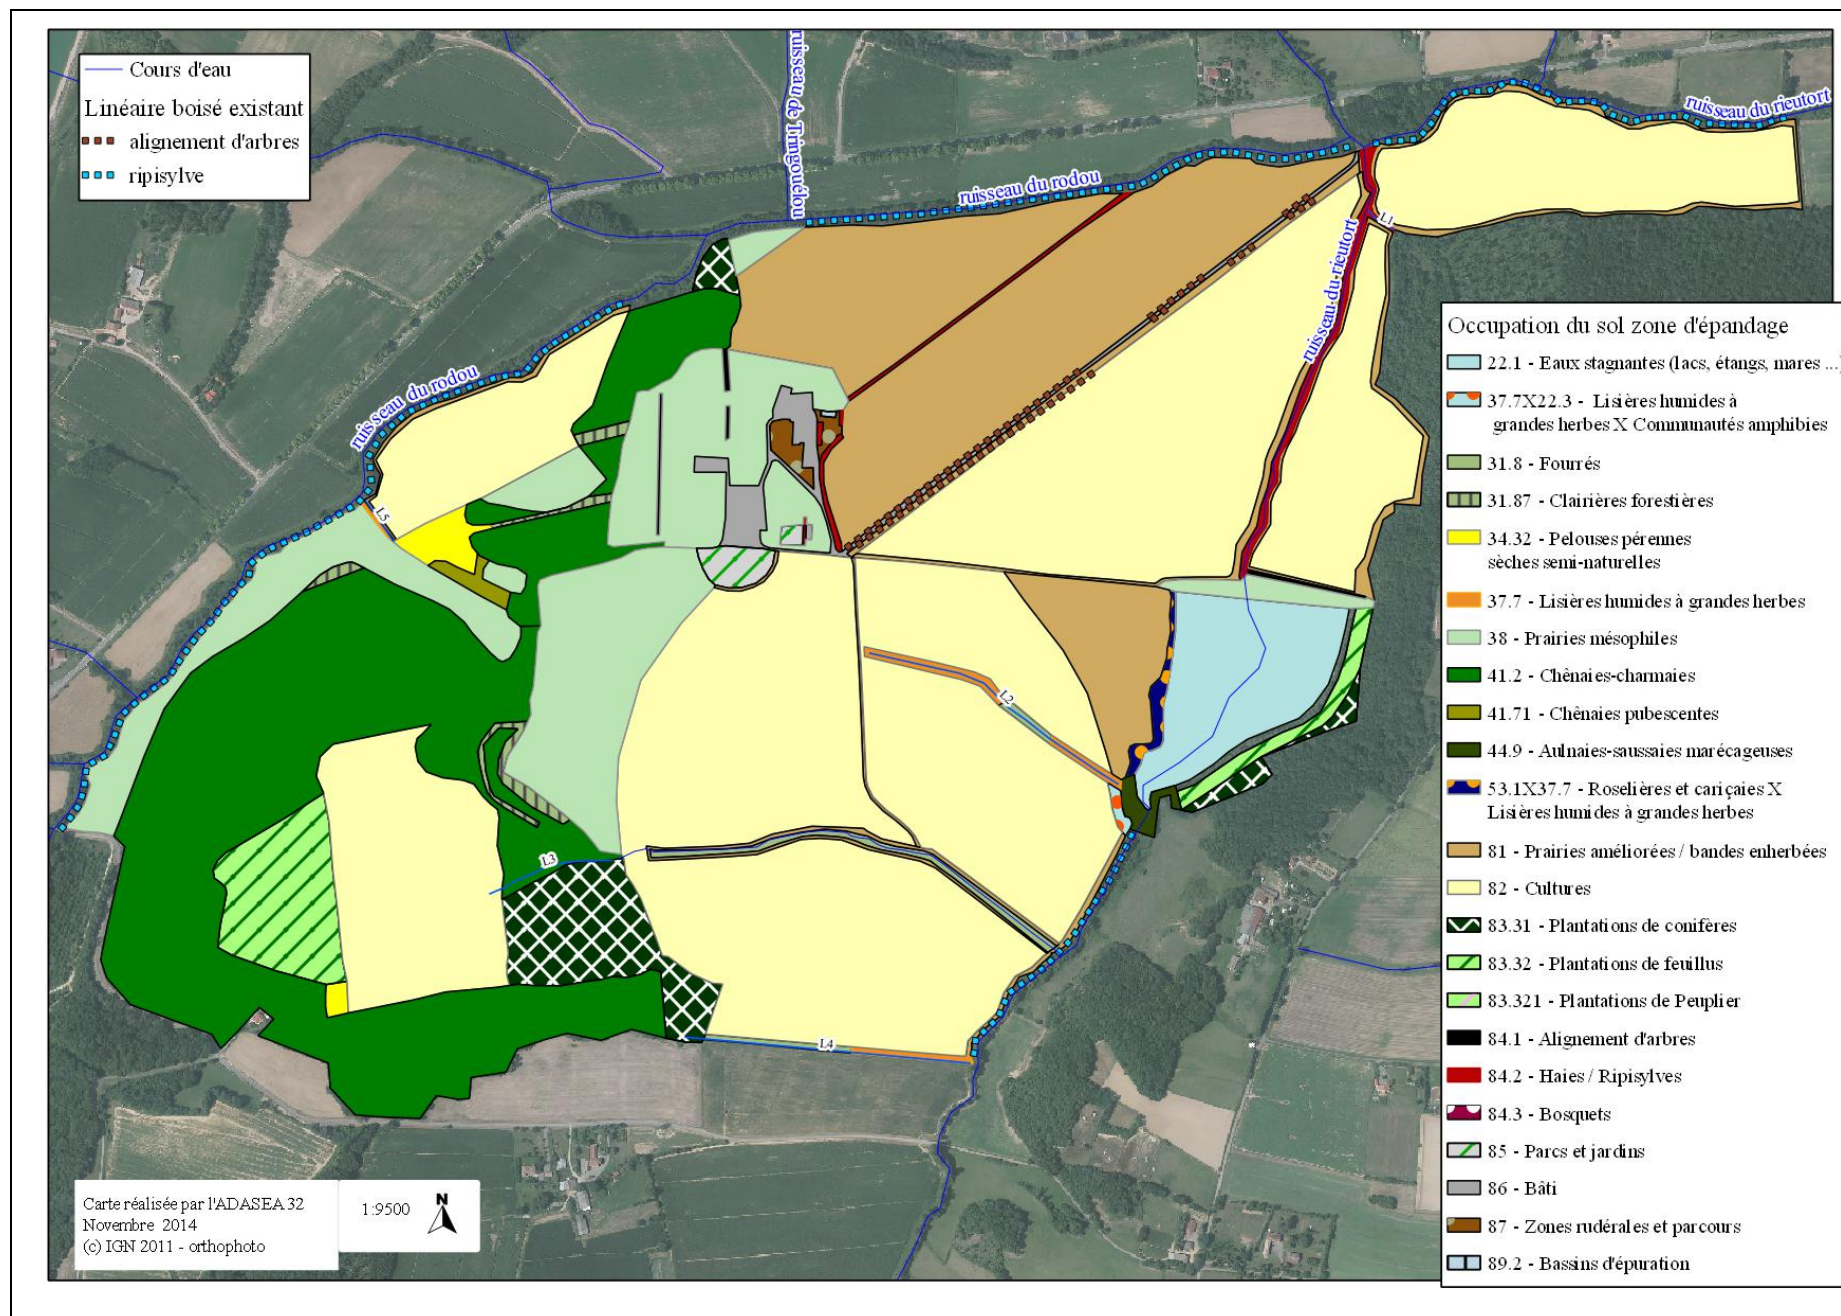 Cours d'eau
Linéaire boisé existant
alignement d'arbres
ripisylve
ruisseau de Tringouélou
ruisseau du rodou
ruisseau du rieutort
L1
ruisseau du rieutort
ruisseau du rodou
L5
L2
L3
L4
Occupation du sol zone d'épandage
22.1 - Eaux stagnantes (lacs, étangs, mares ...)
37.7X22.3 - Lisières humides à
grandes herbes X Communautés amphibies
31.8 - Fourrés
31.87 - Clairières forestières
34.32 - Pelouses pérennes
sèches semi-naturelles
37.7 - Lisières humides à grandes herbes
38 - Prairies mésophiles
41.2 - Chênaies-charmaies
41.71 - Chênaies pubescentes
44.9 - Aulnaies-saussaies marécageuses
53.1X37.7 - Roselières et cariçaies X
Lisières humides à grandes herbes
81 - Prairies améliorées / bandes enherbées
82 - Cultures
83.31 - Plantations de conifères
83.32 - Plantations de feuillus
83.321 - Plantations de Peuplier
84.1 - Alignement d'arbres
84.2 - Haies / Ripisylves
84.3 - Bosquets
85 - Parcs et jardins
86 - Bâti
87 - Zones rudérales et parcours
89.2 - Bassins d'épuration
Carte réalisée par l'ADASEA 32
Novembre 2014
(c) IGN 2011 - orthophoto
1:9500
N